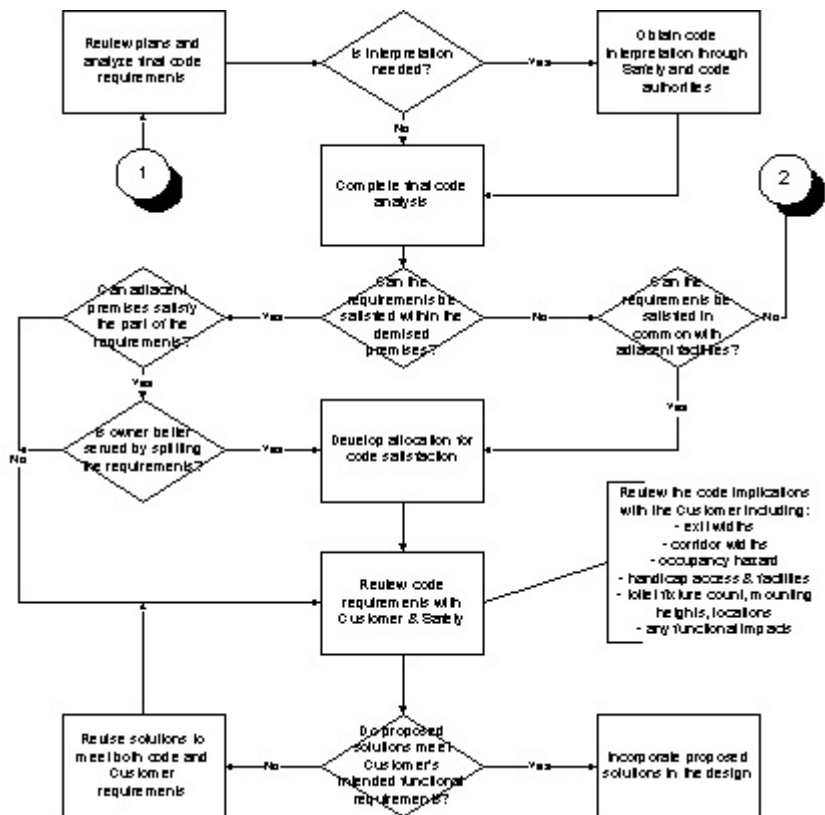 Review plans and
analyze final code
requirements
Is interpretation
needed?
Yes
Obtain code
interpretation through
Safety and code
authorities
No
1
Complete final code
analysis
2
Can adjacent
premises satisfy
the part of the
requirements?
Yes
Can the
requirements be
satisfied within the
demised
premises?
No
Can the
requirements be
satisfied in
common with
adjacent facilities?
No
Yes
Yes
No
Is owner better
served by splitting
the requirements?
Yes
Develop allocation for
code satisfaction
Review the code implications
with the Customer including:
- exit widths
- corridor widths
- occupancy hazard
- handicap access & facilities
- toilet fixture count, mounting
heights, locations
- any functional impacts
Review code
requirements with
Customer & Safety
Revise solutions to
meet both code and
Customer
requirements
No
Do proposed
solutions meet
Customer's
intended functional
requirements?
Yes
Incorporate proposed
solutions in the design